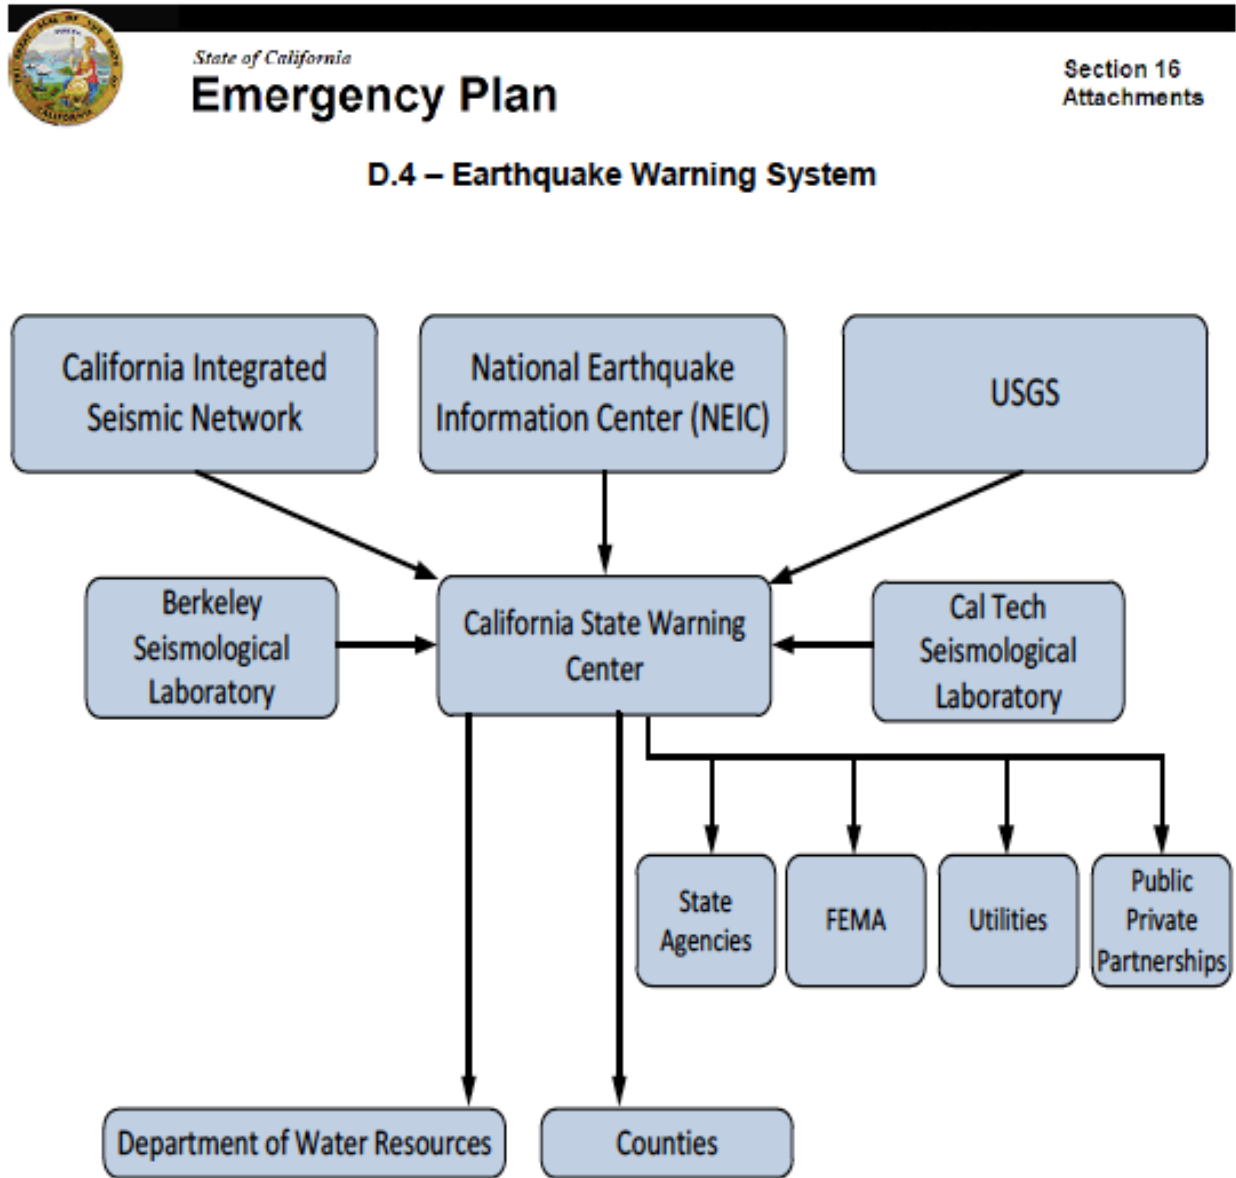 State of California
Emergency Plan
Section 16
Attachments
D.4 – Earthquake Warning System
California Integrated
Seismic Network
National Earthquake
Information Center (NEIC)
USGS
Berkeley
Seismological
Laboratory
California State Warning
Center
Cal Tech
Seismological
Laboratory
State
Agencies
FEMA
Utilities
Public
Private
Partnerships
Department of Water Resources
Counties